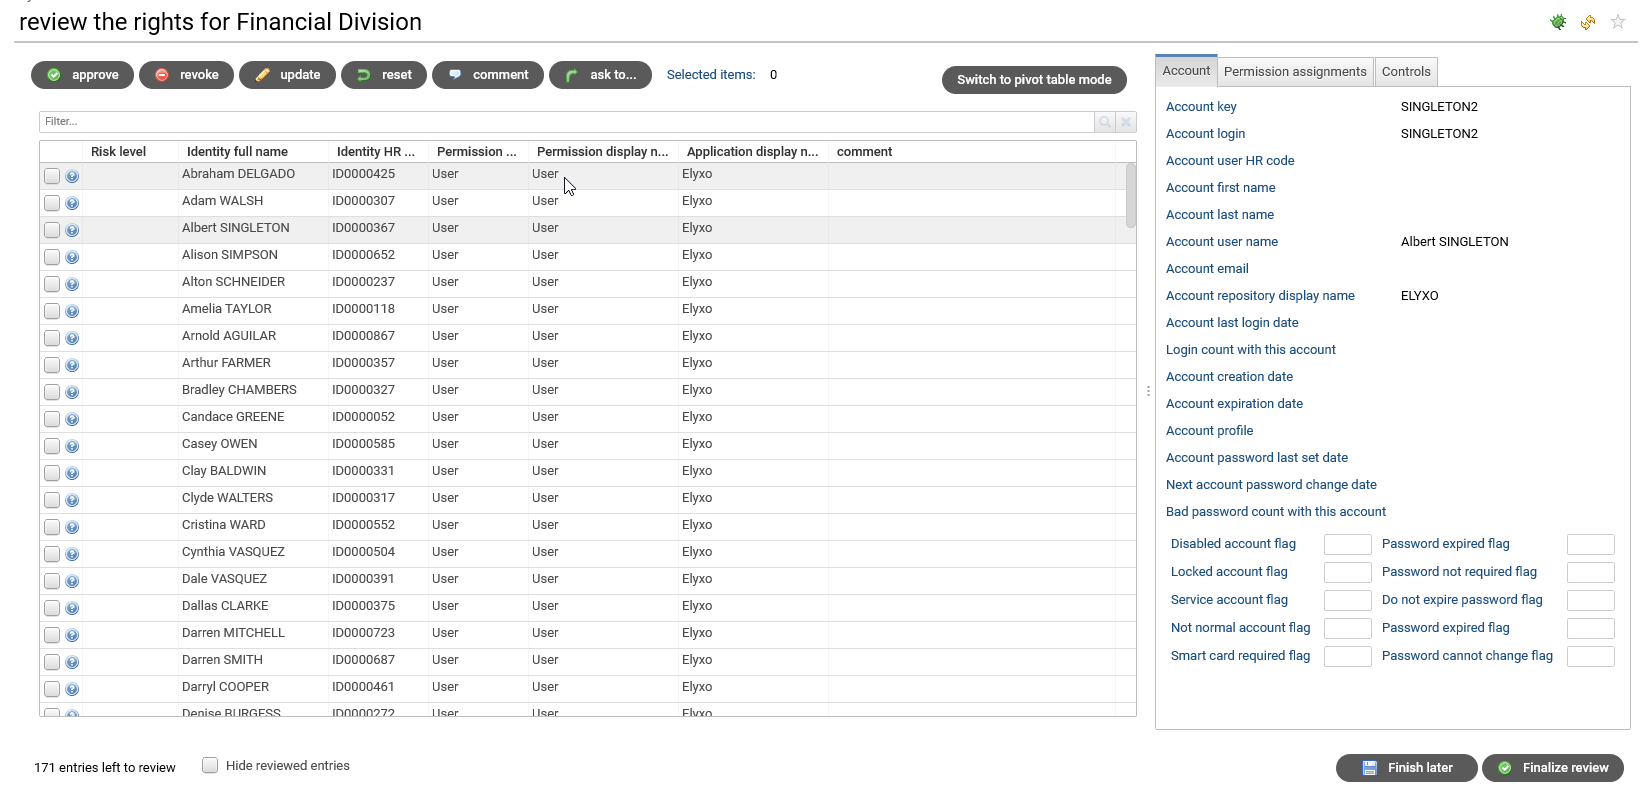 review the rights for Financial Division
approve revoke update reset comment ask to... Selected items: 0 Switch to pivot table mode
Filter...
Risk level Identity full name Identity HR ... Permission ... Permission display n... Application display n... comment
Abraham DELGADO ID0000425 User User Elyxo
Adam WALSH ID0000307 User User Elyxo
Albert SINGLETON ID0000367 User User Elyxo
Alison SIMPSON ID0000652 User User Elyxo
Alton SCHNEIDER ID0000237 User User Elyxo
Amelia TAYLOR ID0000118 User User Elyxo
Arnold AGUILAR ID0000867 User User Elyxo
Arthur FARMER ID0000357 User User Elyxo
Bradley CHAMBERS ID0000327 User User Elyxo
Candace GREENE ID0000052 User User Elyxo
Casey OWEN ID0000585 User User Elyxo
Clay BALDWIN ID0000331 User User Elyxo
Clyde WALTERS ID0000317 User User Elyxo
Cristina WARD ID0000552 User User Elyxo
Cynthia VASQUEZ ID0000504 User User Elyxo
Dale VASQUEZ ID0000391 User User Elyxo
Dallas CLARKE ID0000375 User User Elyxo
Darren MITCHELL ID0000723 User User Elyxo
Darren SMITH ID0000687 User User Elyxo
Darryl COOPER ID0000461 User User Elyxo
Denise BURGESS ID0000272 User User Elyxo
171 entries left to review Hide reviewed entries
Account Permission assignments Controls
Account key SINGLETON2
Account login SINGLETON2
Account user HR code
Account first name
Account last name
Account user name Albert SINGLETON
Account email
Account repository display name ELYXO
Account last login date
Login count with this account
Account creation date
Account expiration date
Account profile
Account password last set date
Next account password change date
Bad password count with this account
Disabled account flag Password expired flag
Locked account flag Password not required flag
Service account flag Do not expire password flag
Not normal account flag Password expired flag
Smart card required flag Password cannot change flag
Finish later Finalize review